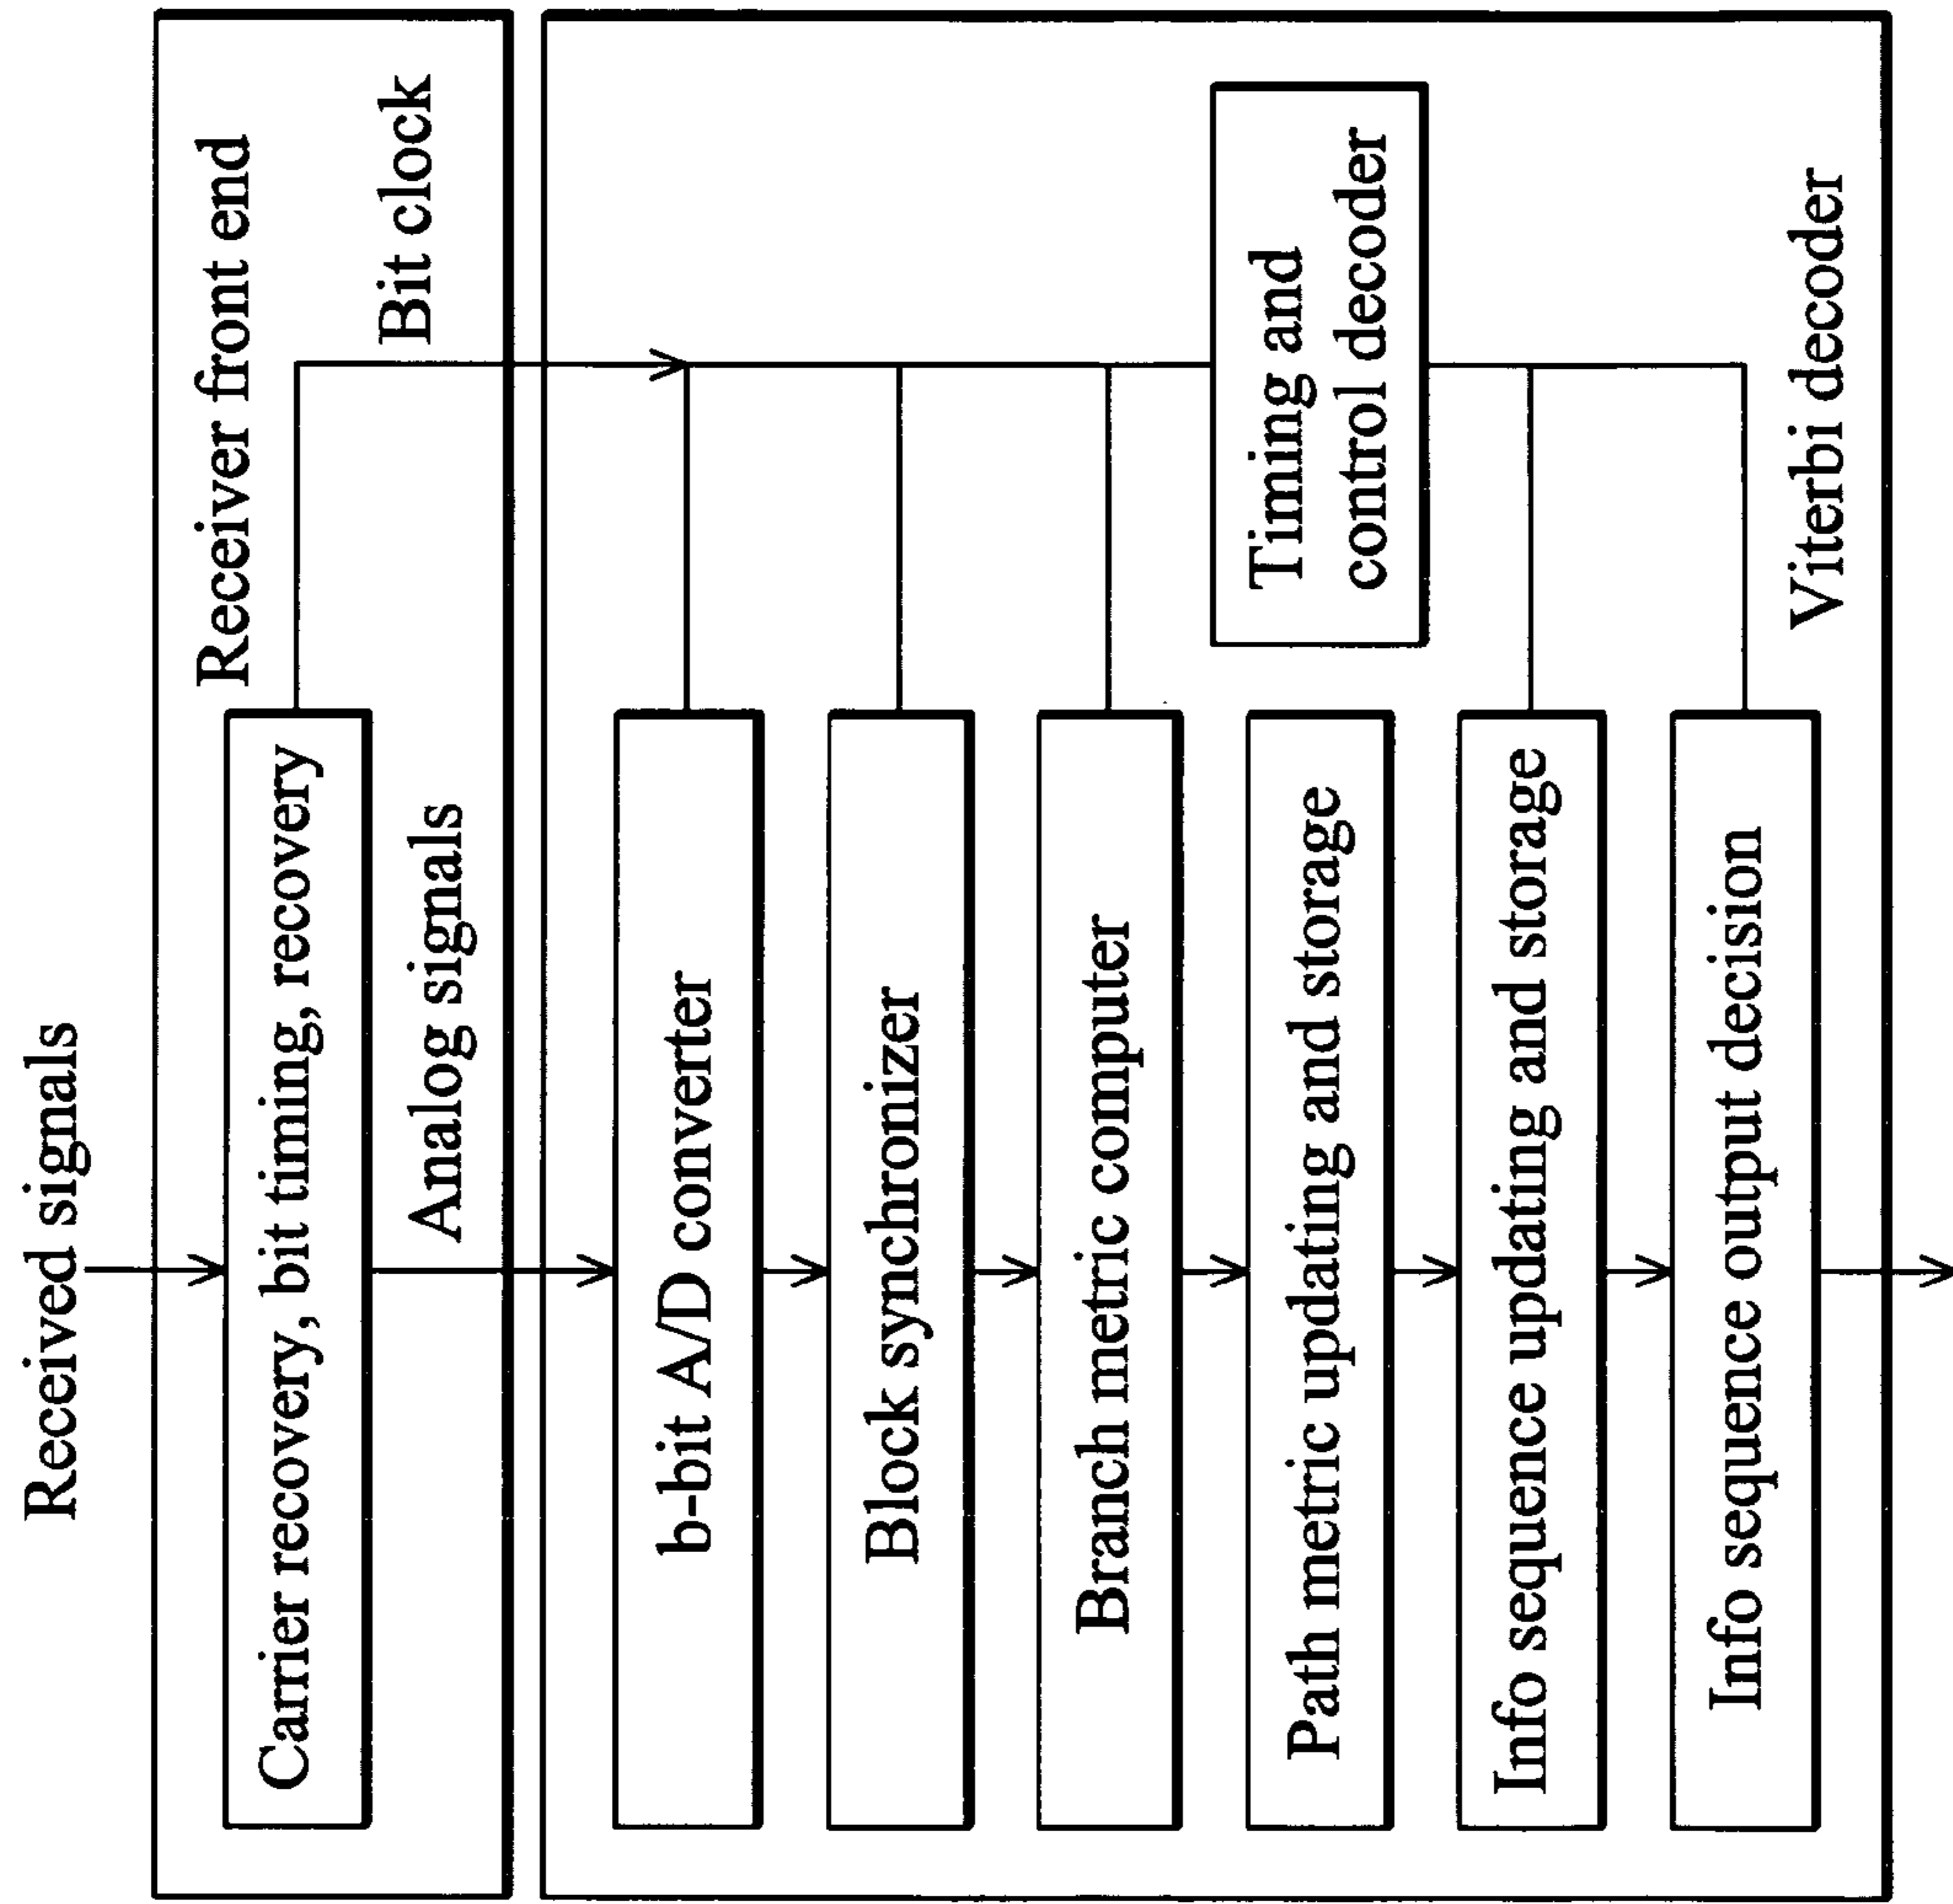 Received signals
Receiver front end
Carrier recovery, bit timing, recovery
Bit clock
Analog signals
b-bit A/D converter
Block synchronizer
Branch metric computer
Timing and
control decoder
Path metric updating and storage
Info sequence updating and storage
Info sequence output decision
Viterbi decoder